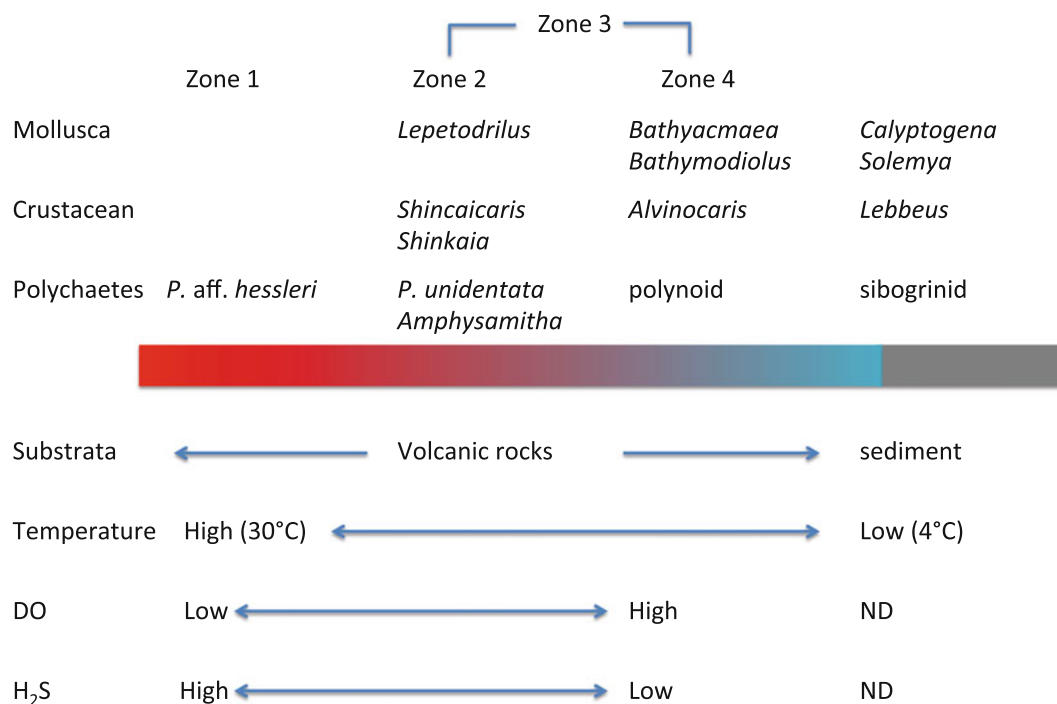 Zone 3
Zone 1 Zone 2 Zone 4
Mollusca Lepetodrilus Bathyacmaea Calyptogena
Bathymodiolus Solemya
Crustacean Shincaicaris Alvinocaris Lebbeus
Shinkaia
Polychaetes P. aff. hessleri P. unidentata polynoid sibogrinid
Amphysamitha
Substrata Volcanic rocks sediment
Temperature High (30°C) Low (4°C)
DO Low High ND
H₂S High Low ND